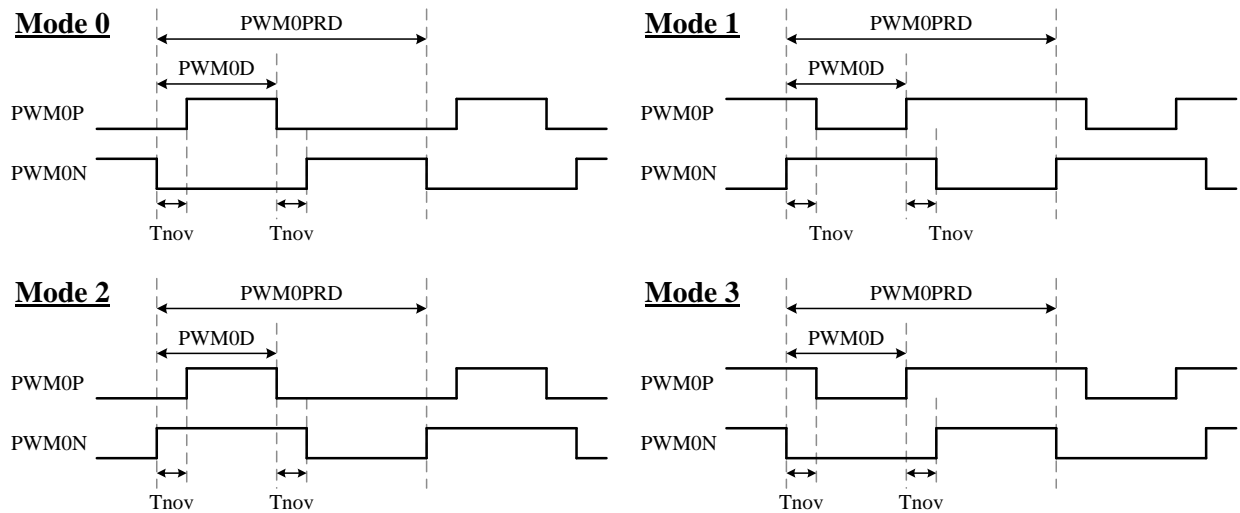 Mode 0
PWM0PRD
PWM0D
PWM0P
PWM0N
Tnov Tnov
Mode 1
PWM0PRD
PWM0D
PWM0P
PWM0N
Tnov Tnov
Mode 2
PWM0PRD
PWM0D
PWM0P
PWM0N
Tnov Tnov
Mode 3
PWM0PRD
PWM0D
PWM0P
PWM0N
Tnov Tnov